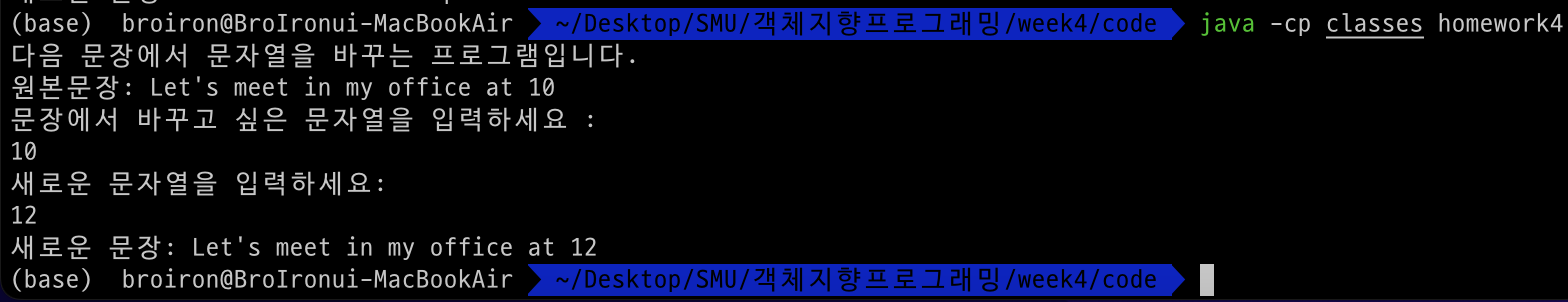 (base) broiron@BroIronui-MacBookAir ~/Desktop/SMU/객체지향프로그래밍/week4/code java -cp classes homework4
다음 문장에서 문자열을 바꾸는 프로그램입니다.
원본문장: Let's meet in my office at 10
문장에서 바꾸고 싶은 문자열을 입력하세요 :
10
새로운 문자열을 입력하세요:
12
새로운 문장: Let's meet in my office at 12
(base) broiron@BroIronui-MacBookAir ~/Desktop/SMU/객체지향프로그래밍/week4/code